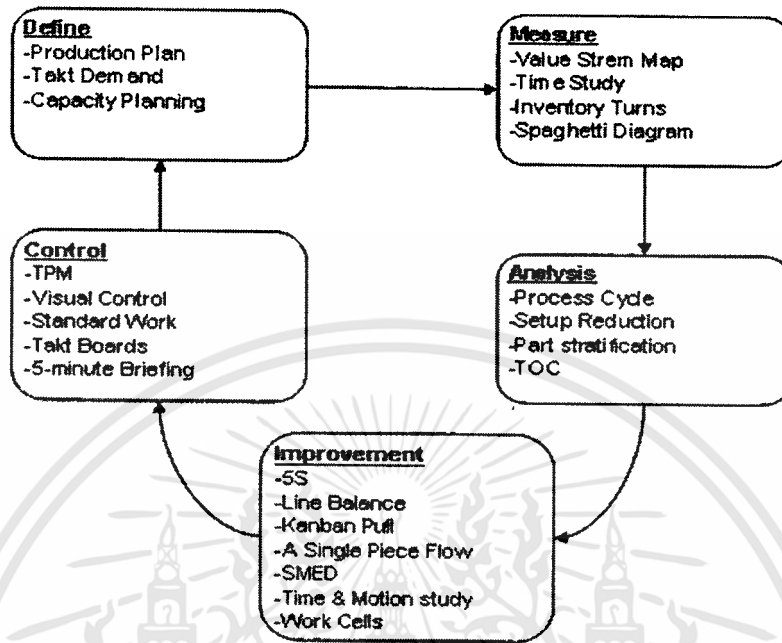 Define
-Production Plan
-Takt Demand
-Capacity Planning
Measure
-Value Strem Map
-Time Study
-Inventory Turns
-Spaghetti Diagram
Analysis
-Process Cycle
-Setup Reduction
-Part stratification
-TOC
Improvement
-5S
-Line Balance
-Kanban Pull
-A Single Piece Flow
-SMED
-Time & Motion study
-Work Cells
Control
-TPM
-Visual Control
-Standard Work
-Takt Boards
-5-minute Briefing